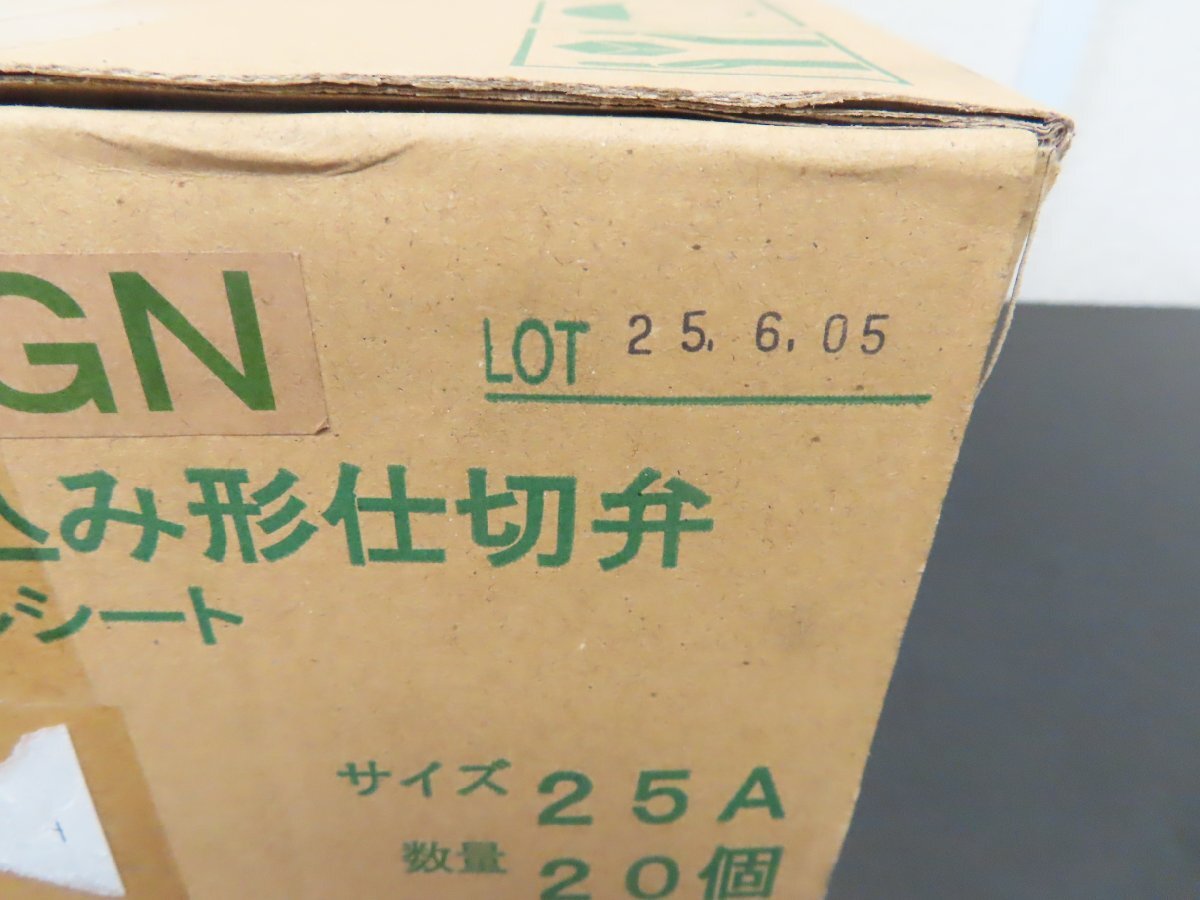 GN
LOT 25.6.05
み形仕切弁
シート
サイズ 25A
数量 20個